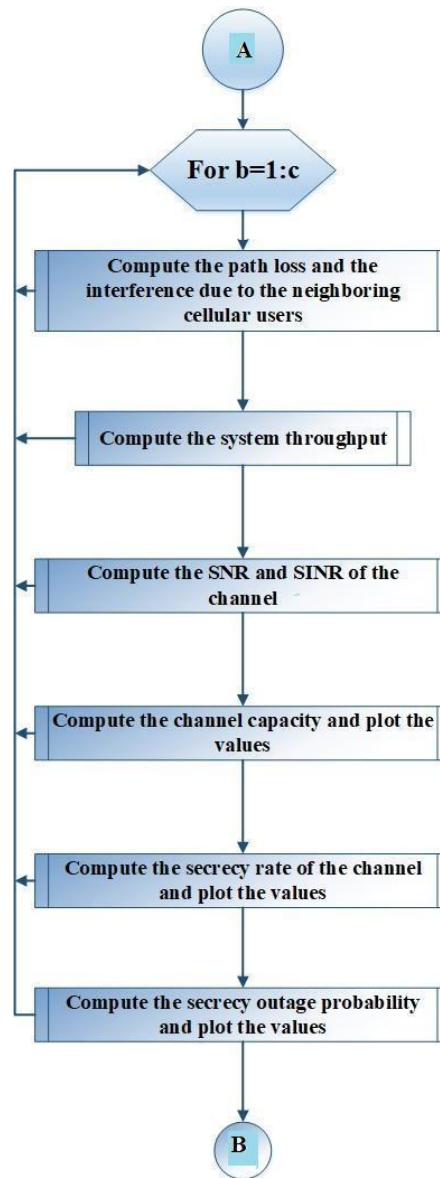 A
For b=1:c
Compute the path loss and the
interference due to the neighboring
cellular users
Compute the system throughput
Compute the SNR and SINR of the
channel
Compute the channel capacity and plot the
values
Compute the secrecy rate of the channel
and plot the values
Compute the secrecy outage probability
and plot the values
B